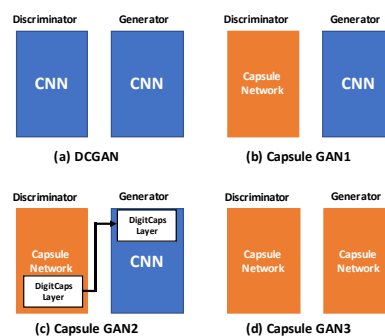 Discriminator Generator Discriminator Generator
CNN CNN Capsule
Network CNN
(a) DCGAN (b) Capsule GAN1
Discriminator Generator Discriminator Generator
DigitCaps
Layer
Capsule
Network CNN Capsule
Network Capsule
Network
DigitCaps
Layer
(c) Capsule GAN2 (d) Capsule GAN3